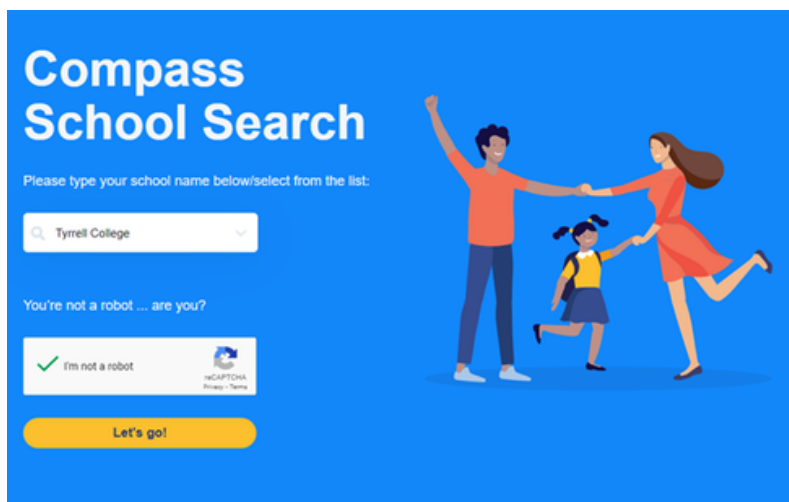 Compass
School Search
Please type your school name below/select from the list:
Tyrrell College
You're not a robot ... are you?
I'm not a robot
reCAPTCHA
Privacy - Terms
Let's go!